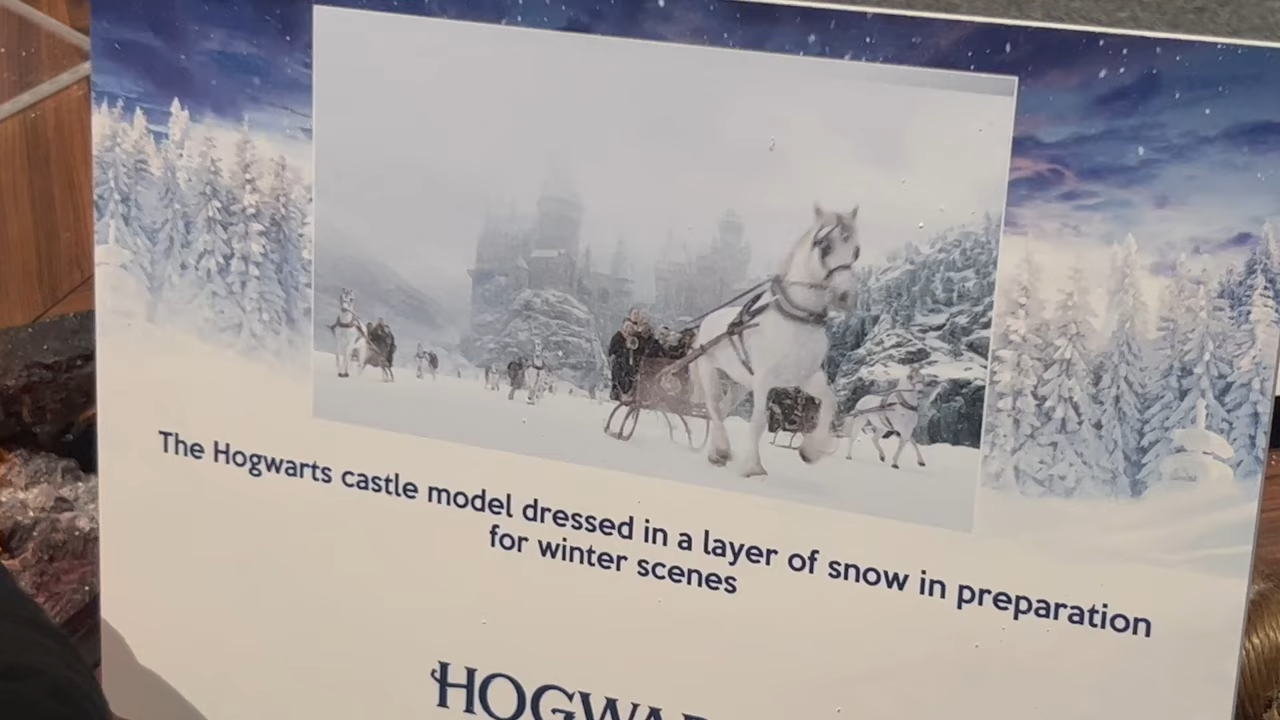 The Hogwarts castle model dressed in a layer of snow in preparation
for winter scenes